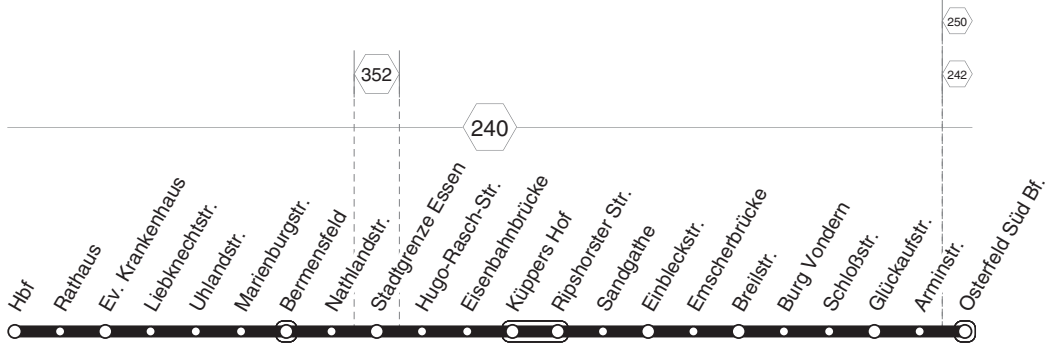 250
352
242
240
Hbf
Rathaus
Ev. Krankenhaus
Liebknechtstr.
Uhlandstr.
Marienburgstr.
Bermensfeld
Nathlandstr.
Stadtgrenze Essen
Hugo-Rasch-Str.
Eisenbahnbrücke
Küppers Hof
Ripshorster Str.
Sandgathe
Einbleckstr.
Emscherbrücke
Breilstr.
Burg Vondern
Schloßstr.
Glückaufstr.
Arminstr.
Osterfeld Süd Bf.